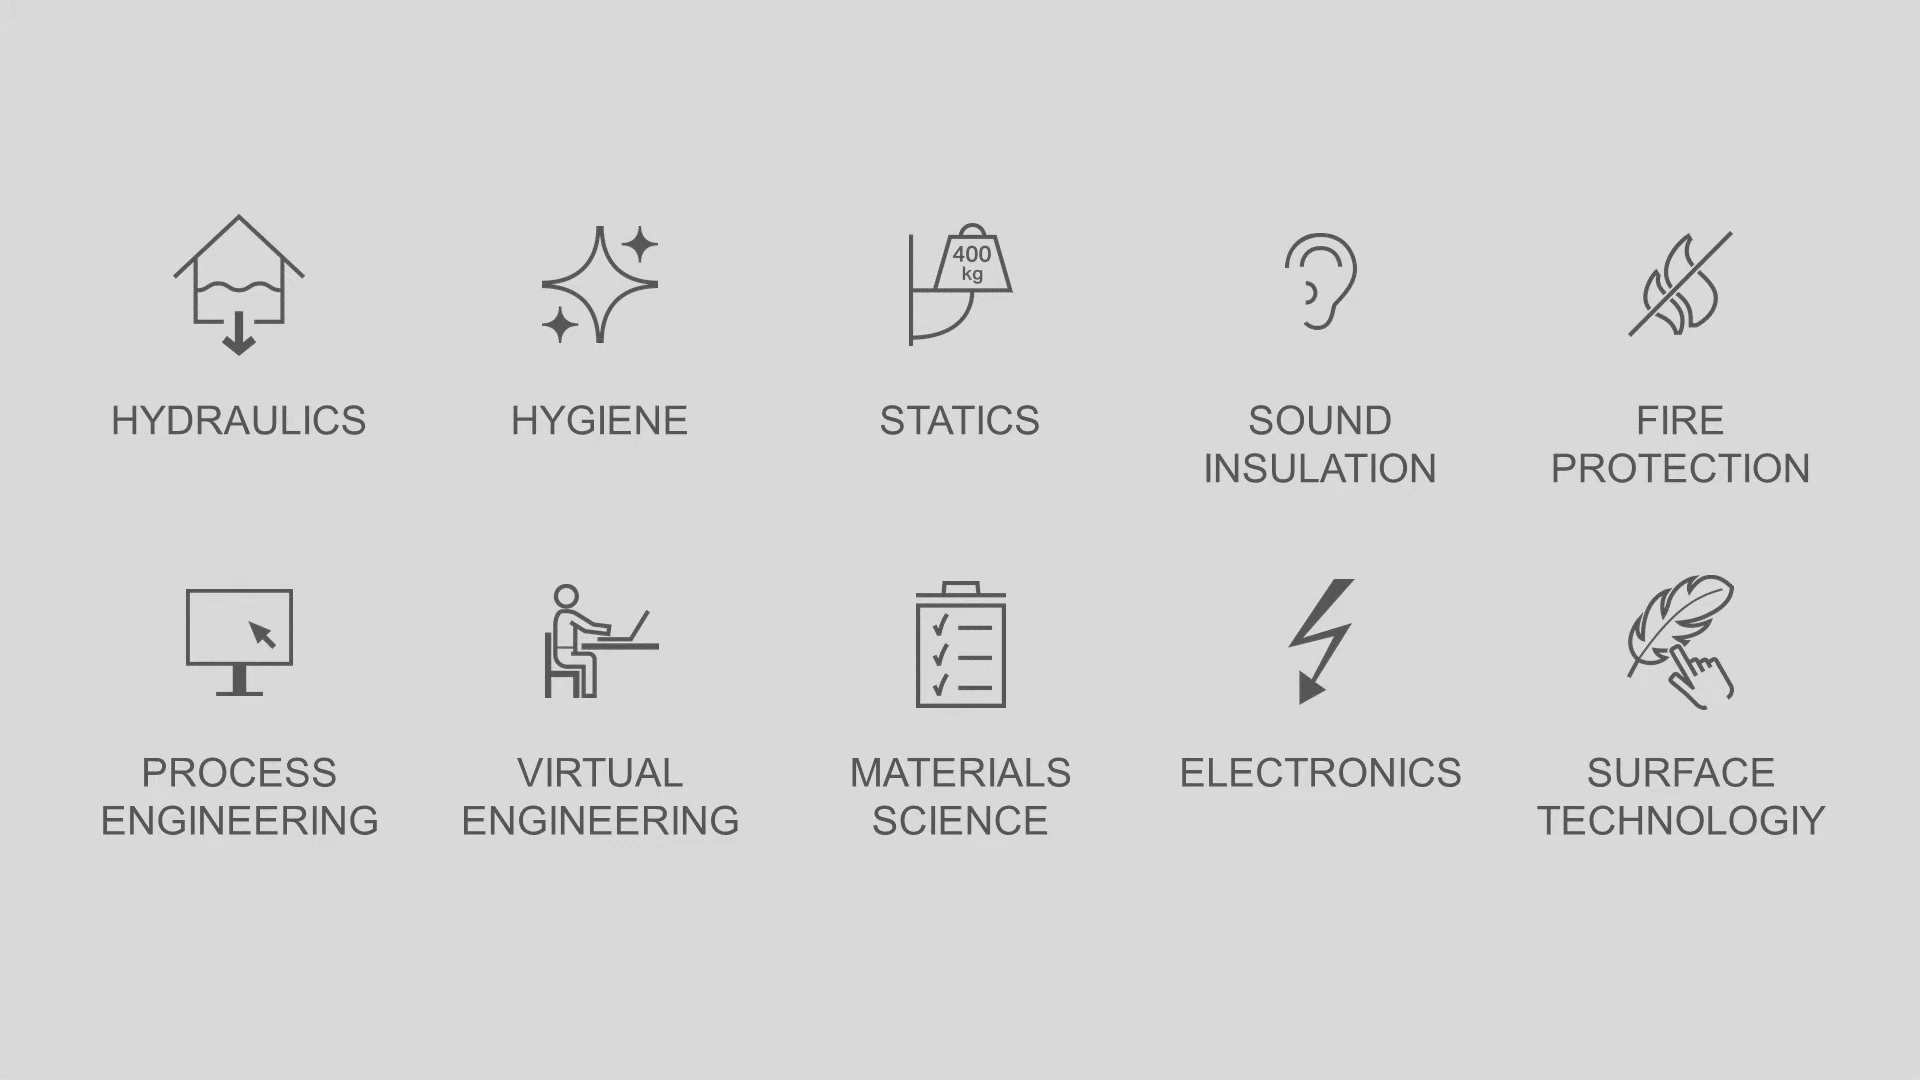 400
kg
HYDRAULICS
HYGIENE
STATICS
SOUND
INSULATION
FIRE
PROTECTION
PROCESS
ENGINEERING
VIRTUAL
ENGINEERING
MATERIALS
SCIENCE
ELECTRONICS
SURFACE
TECHNOLOGIY